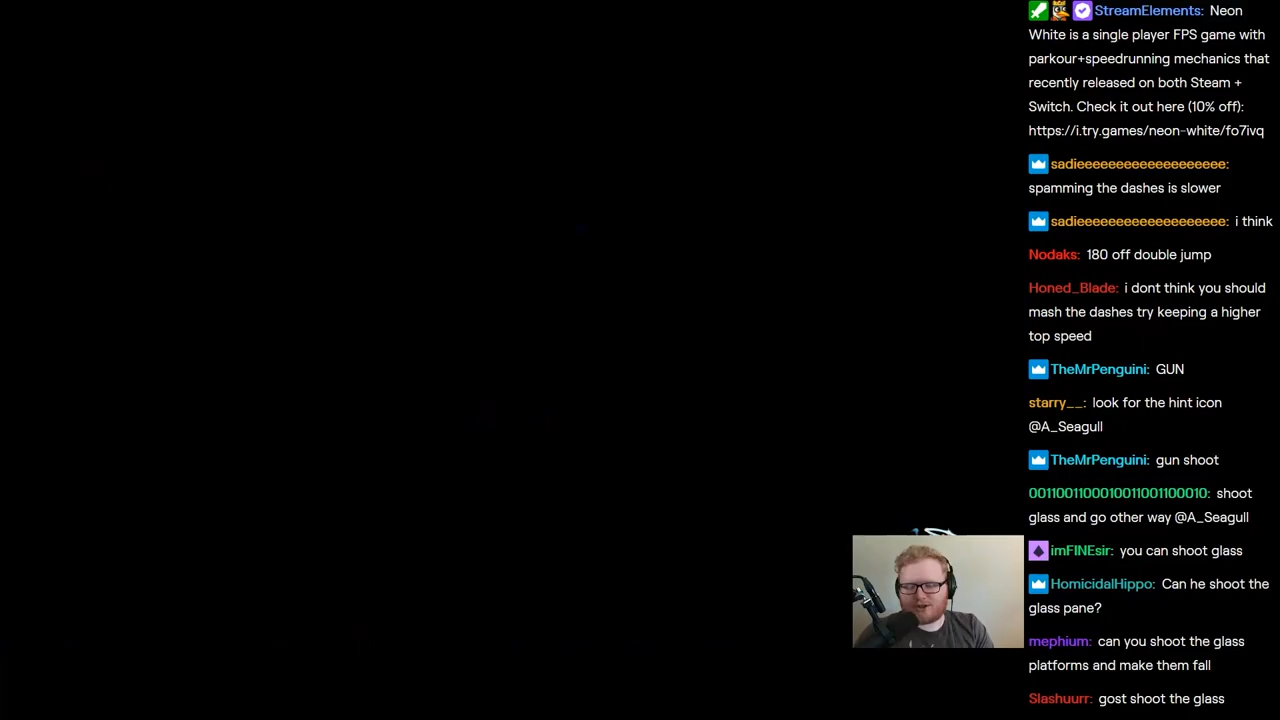 StreamElements: Neon
White is a single player FPS game with
parkour+speedrunning mechanics that
recently released on both Steam +
Switch. Check it out here (10% off):
https://i.try.games/neon-white/fo7ivq
sadieeeeeeeeeeeeeeeeeeee:
spamming the dashes is slower
sadieeeeeeeeeeeeeeeeeeee: i think
Nodaks: 180 off double jump
Honed_Blade: i dont think you should
mash the dashes try keeping a higher
top speed
TheMrPenguini: GUN
starry__: look for the hint icon
@A_Seagull
TheMrPenguini: gun shoot
0011001100010011001100010: shoot
glass and go other way @A_Seagull
imFINEsir: you can shoot glass
HomicidalHippo: Can he shoot the
glass pane?
mephium: can you shoot the glass
platforms and make them fall
Slashuurr: gost shoot the glass